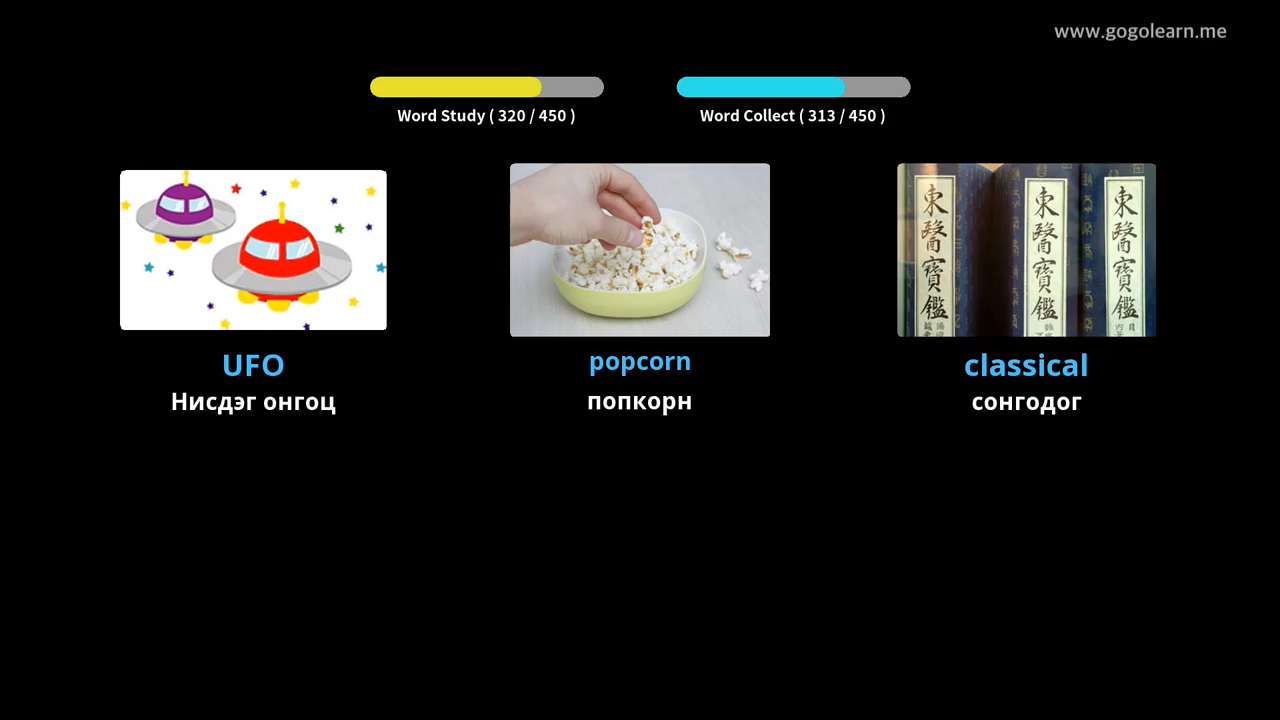 www.gogolearn.me
Word Study ( 320 / 450 )
Word Collect ( 313 / 450 )
東醫寶鑑
東醫寶鑑
東醫寶鑑
UFO
popcorn
classical
Нисдэг онгоц
попкорн
сонгодог